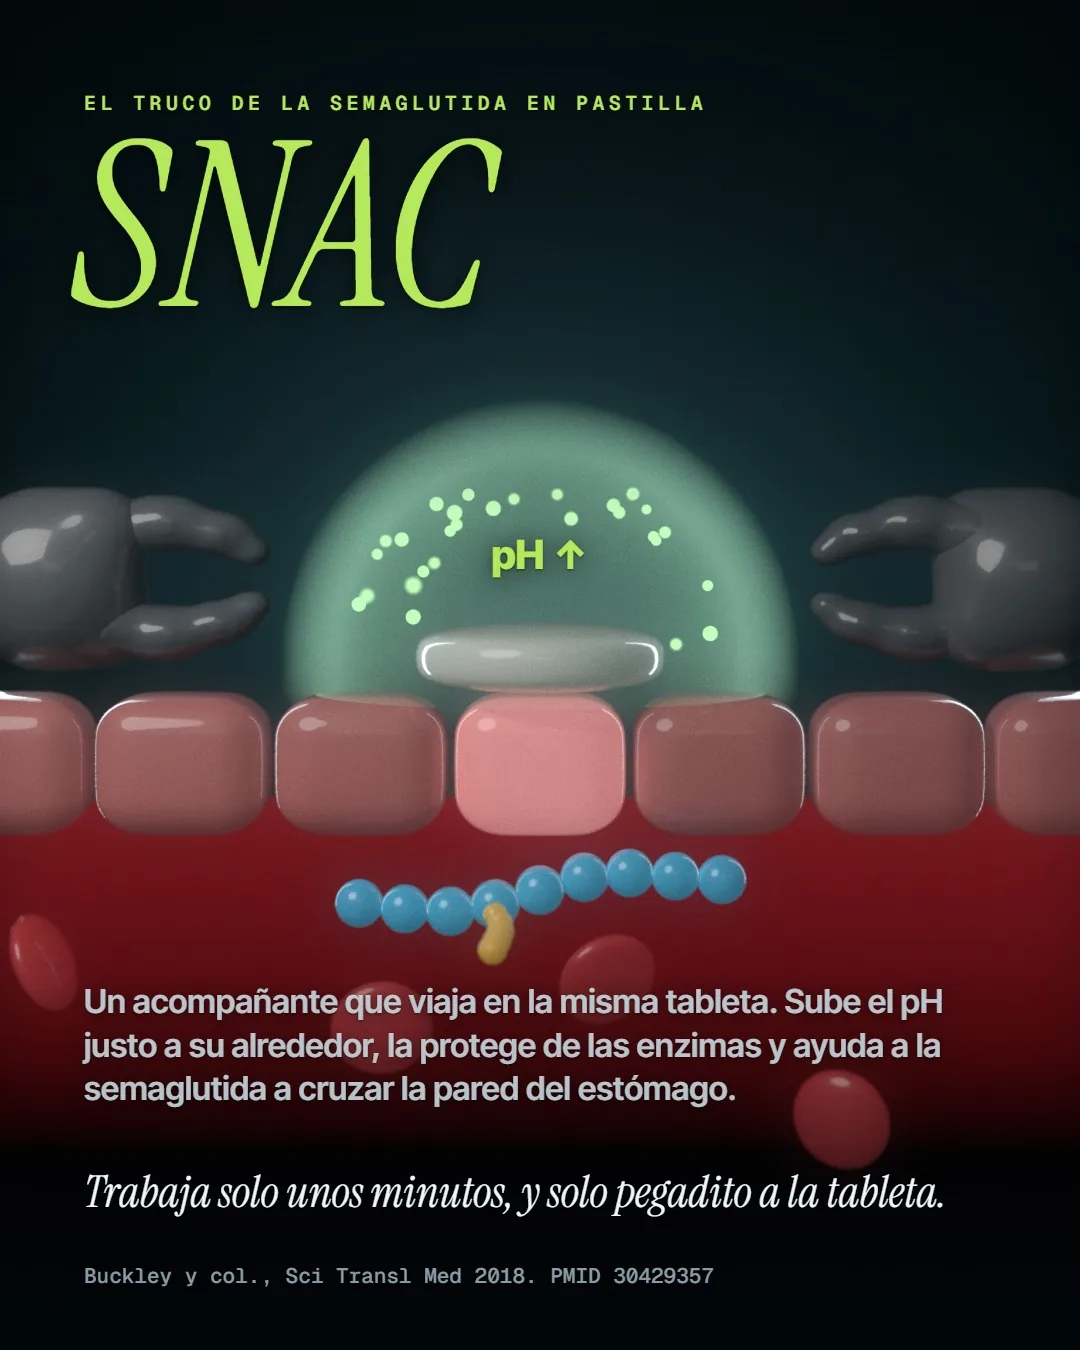 EL TRUCO DE LA SEMAGLUTIDA EN PASTILLA
SNAC
pH ↑
Un acompañante que viaja en la misma tableta. Sube el pH
justo a su alrededor, la protege de las enzimas y ayuda a la
semaglutida a cruzar la pared del estómago.
Trabaja solo unos minutos, y solo pegadito a la tableta.
Buckley y col., Sci Transl Med 2018. PMID 30429357